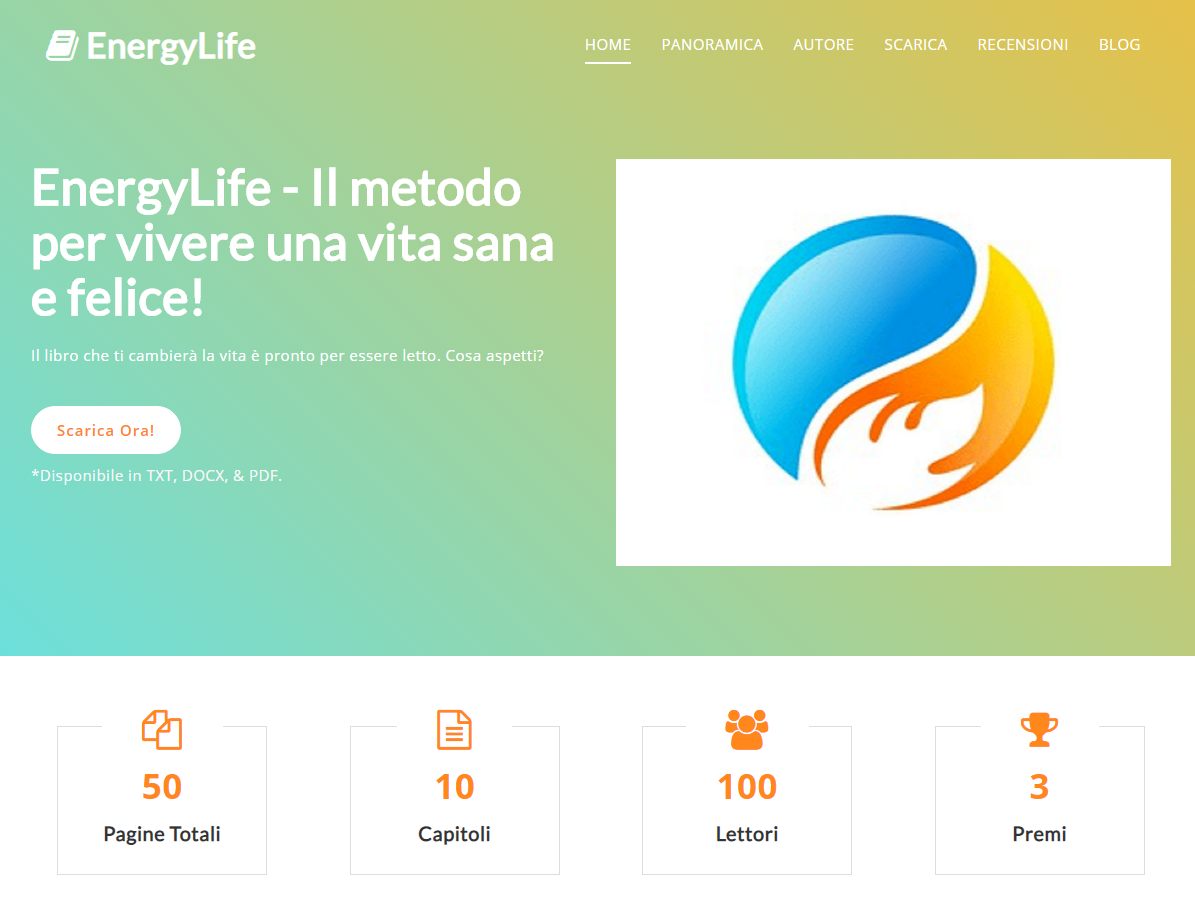 EnergyLife
HOME PANORAMICA AUTORE SCARICA RECENSIONI BLOG
EnergyLife - Il metodo
per vivere una vita sana
e felice!
Il libro che ti cambierà la vita è pronto per essere letto. Cosa aspetti?
Scarica Ora!
*Disponibile in TXT, DOCX, & PDF.
50
Pagine Totali
10
Capitoli
100
Lettori
3
Premi